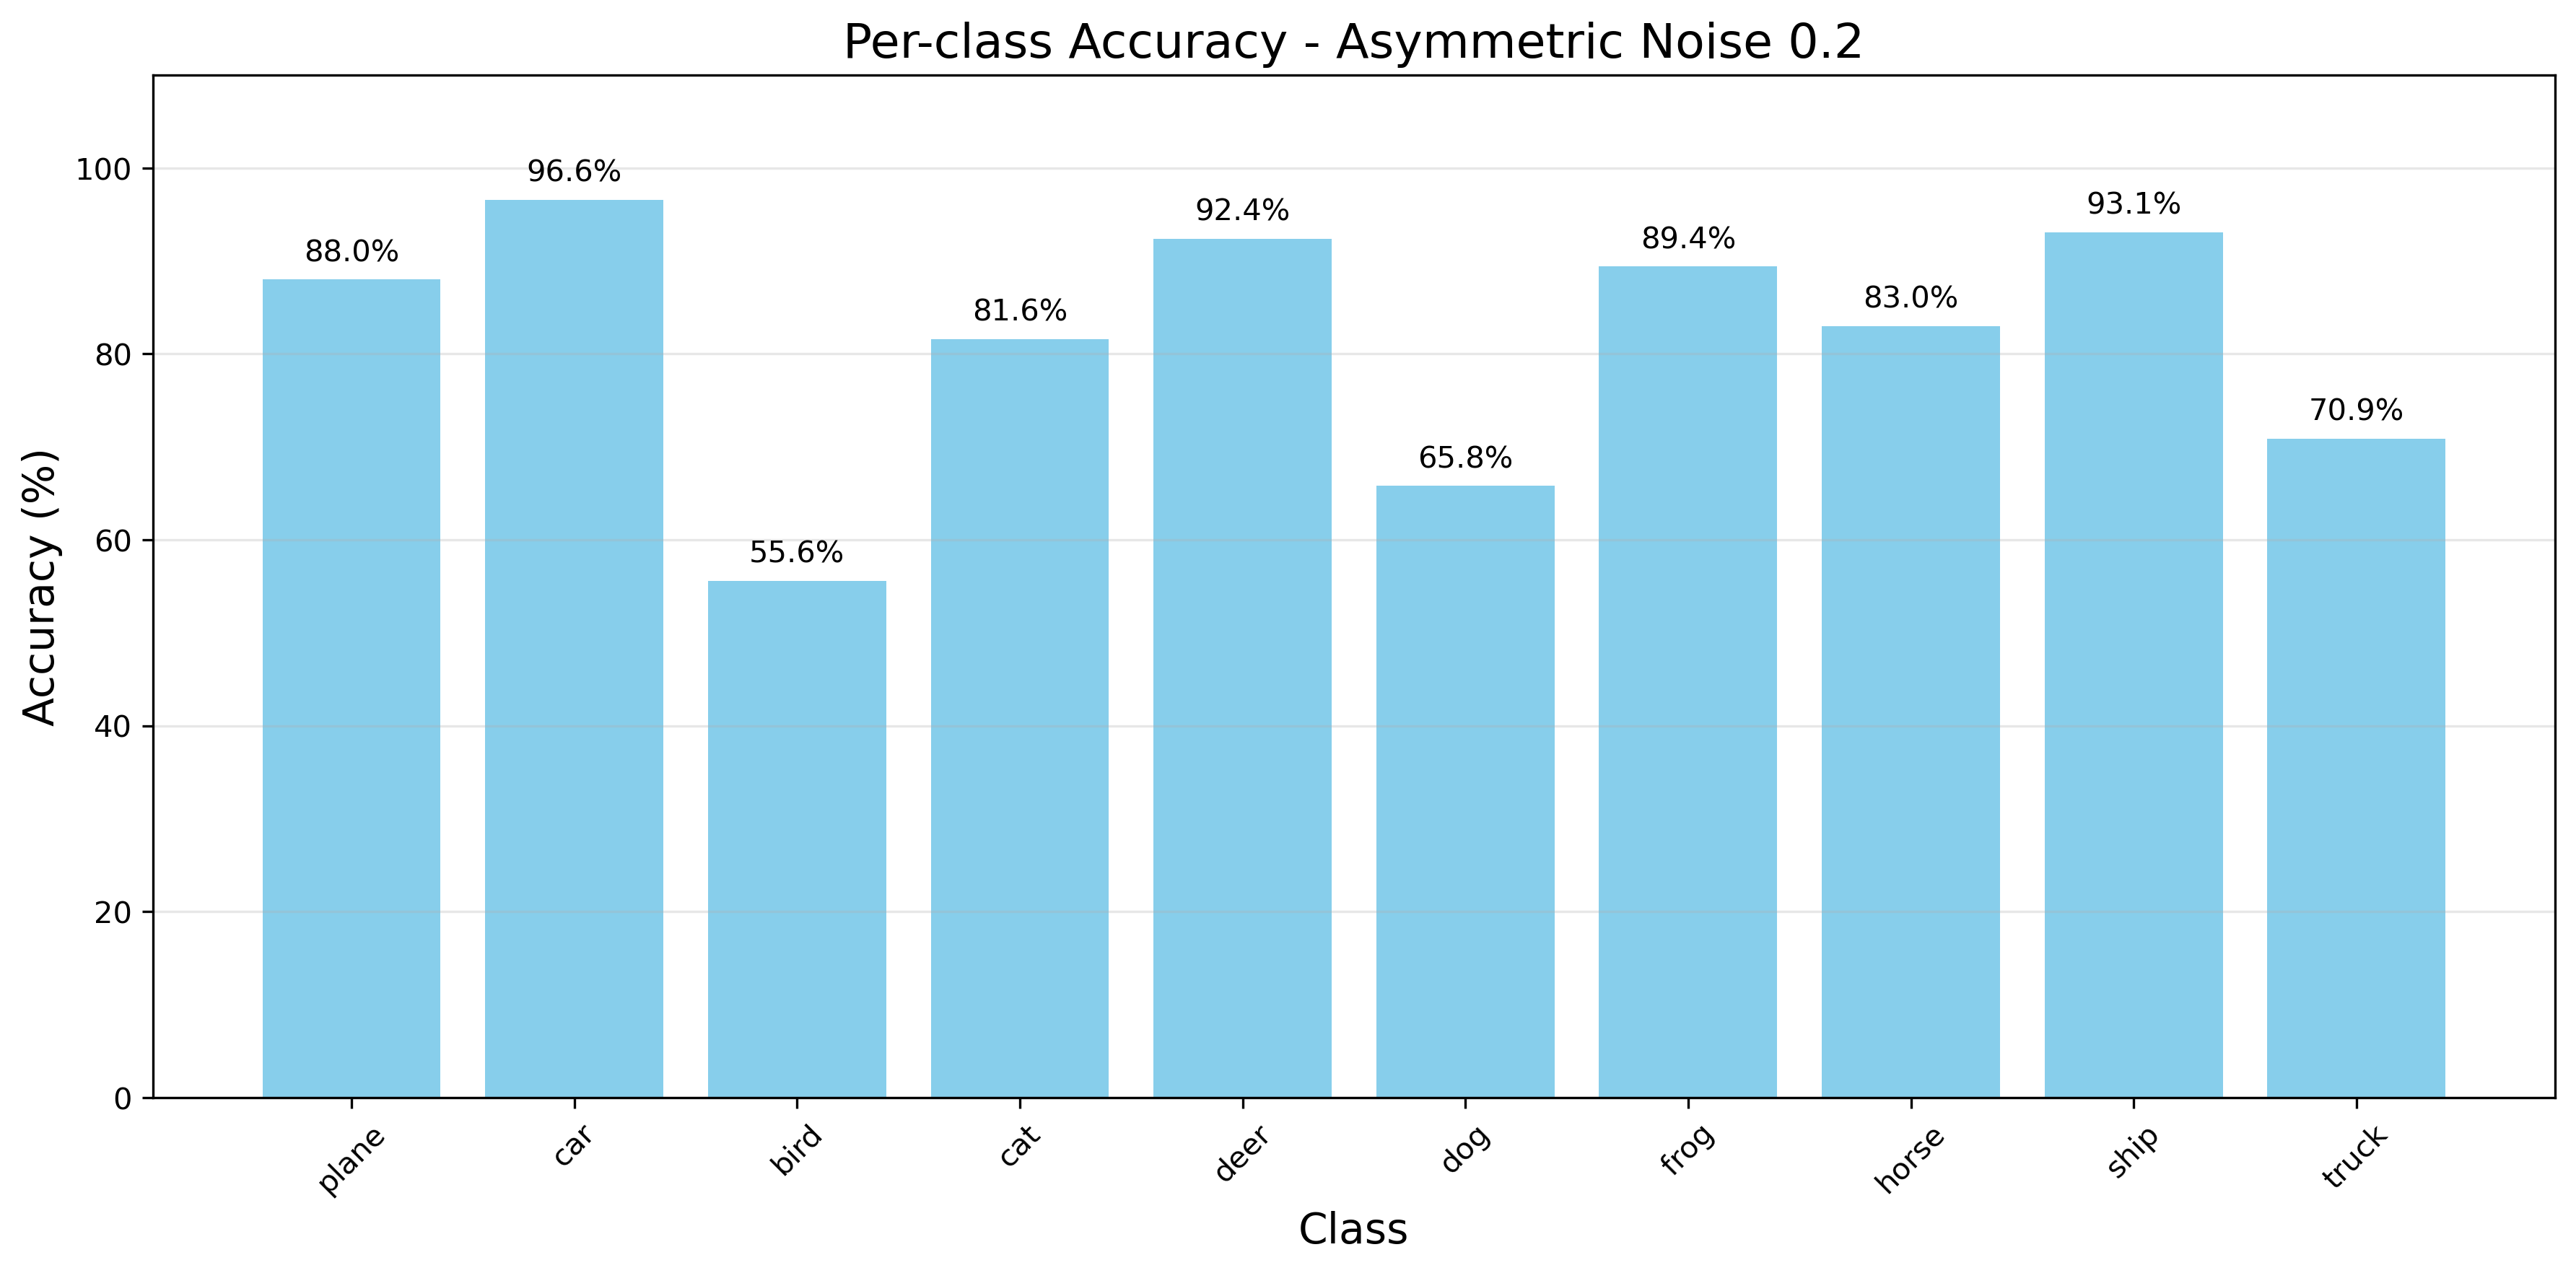 Per-class Accuracy - Asymmetric Noise 0.2
Accuracy (%)
100
80
60
40
20
0
88.0%
96.6%
55.6%
81.6%
92.4%
65.8%
89.4%
83.0%
93.1%
70.9%
plane
car
bird
cat
deer
dog
frog
horse
ship
truck
Class